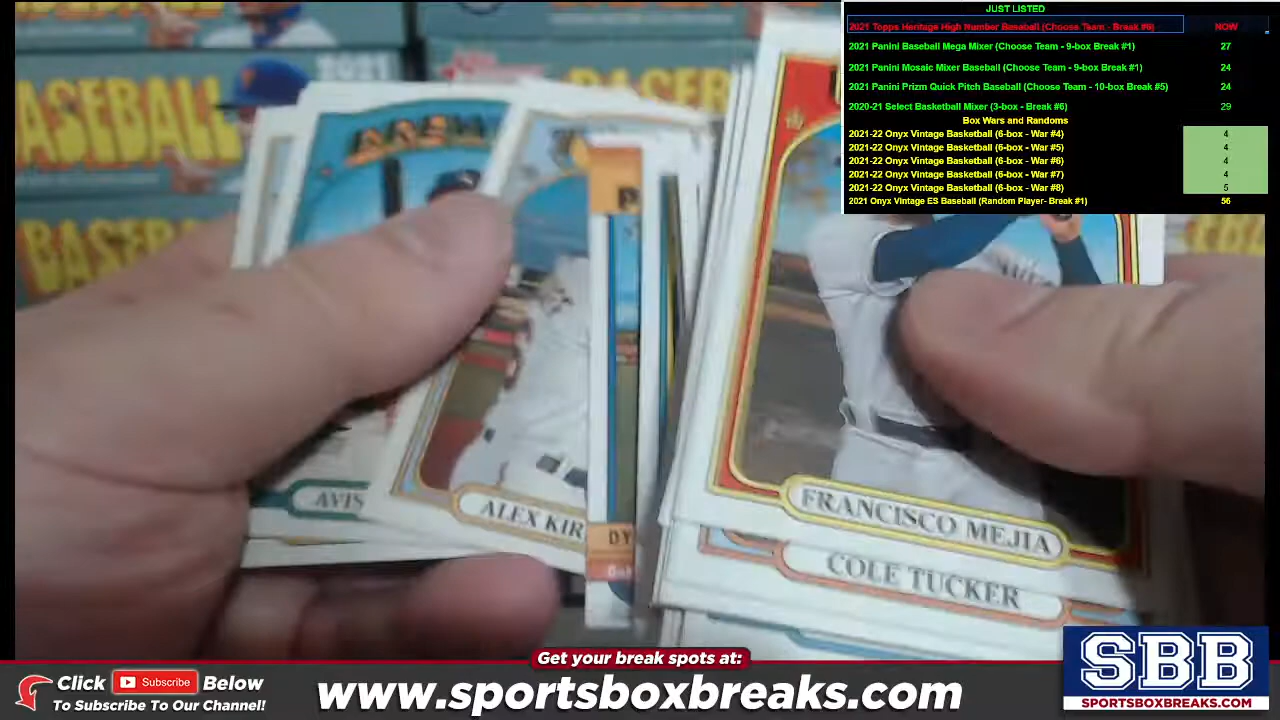 JUST LISTED
2021 Topps Heritage High Number Baseball (Choose Team - Break #9) NOW
2021 Panini Baseball Mega Mixer (Choose Team - 9-box Break #1) 27
2021 Panini Mosaic Mixer Baseball (Choose Team - 9-box Break #1) 24
2021 Panini Prizm Quick Pitch Baseball (Choose Team - 10-box Break #5) 24
2020-21 Select Basketball Mixer (3-box - Break #6) 29
Box Wars and Randoms
2021-22 Onyx Vintage Basketball (6-box - War #4) 4
2021-22 Onyx Vintage Basketball (6-box - War #5) 4
2021-22 Onyx Vintage Basketball (6-box - War #6) 4
2021-22 Onyx Vintage Basketball (6-box - War #7) 4
2021-22 Onyx Vintage Basketball (6-box - War #8) 5
2021 Onyx Vintage ES Baseball (Random Player- Break #1) 56
BASEBALL
AVIS
ALEX KIR
DY
FRANCISCO MEJIA
COLE TUCKER
Get your break spots at:
Click Subscribe Below
To Subscribe To Our Channel!
www.sportsboxbreaks.com
SBB
SPORTSBOXBREAKS.COM